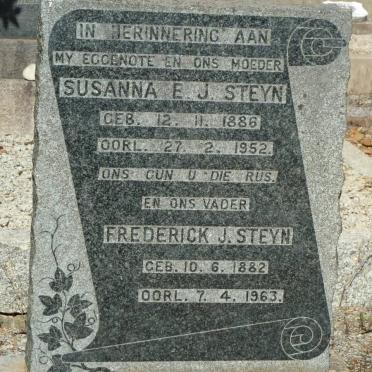 IN HERINNERING AAN
MY EGGENOTE EN ONS MOEDER
SUSANNA E. J. STEYN
GEB. 12. 11. 1886
OORL. 27. 2. 1952.
ONS GUN U DIE RUS.
EN ONS VADER
FREDERICK J. STEYN
GEB. 10. 6. 1882
OORL. 7. 4. 1963.